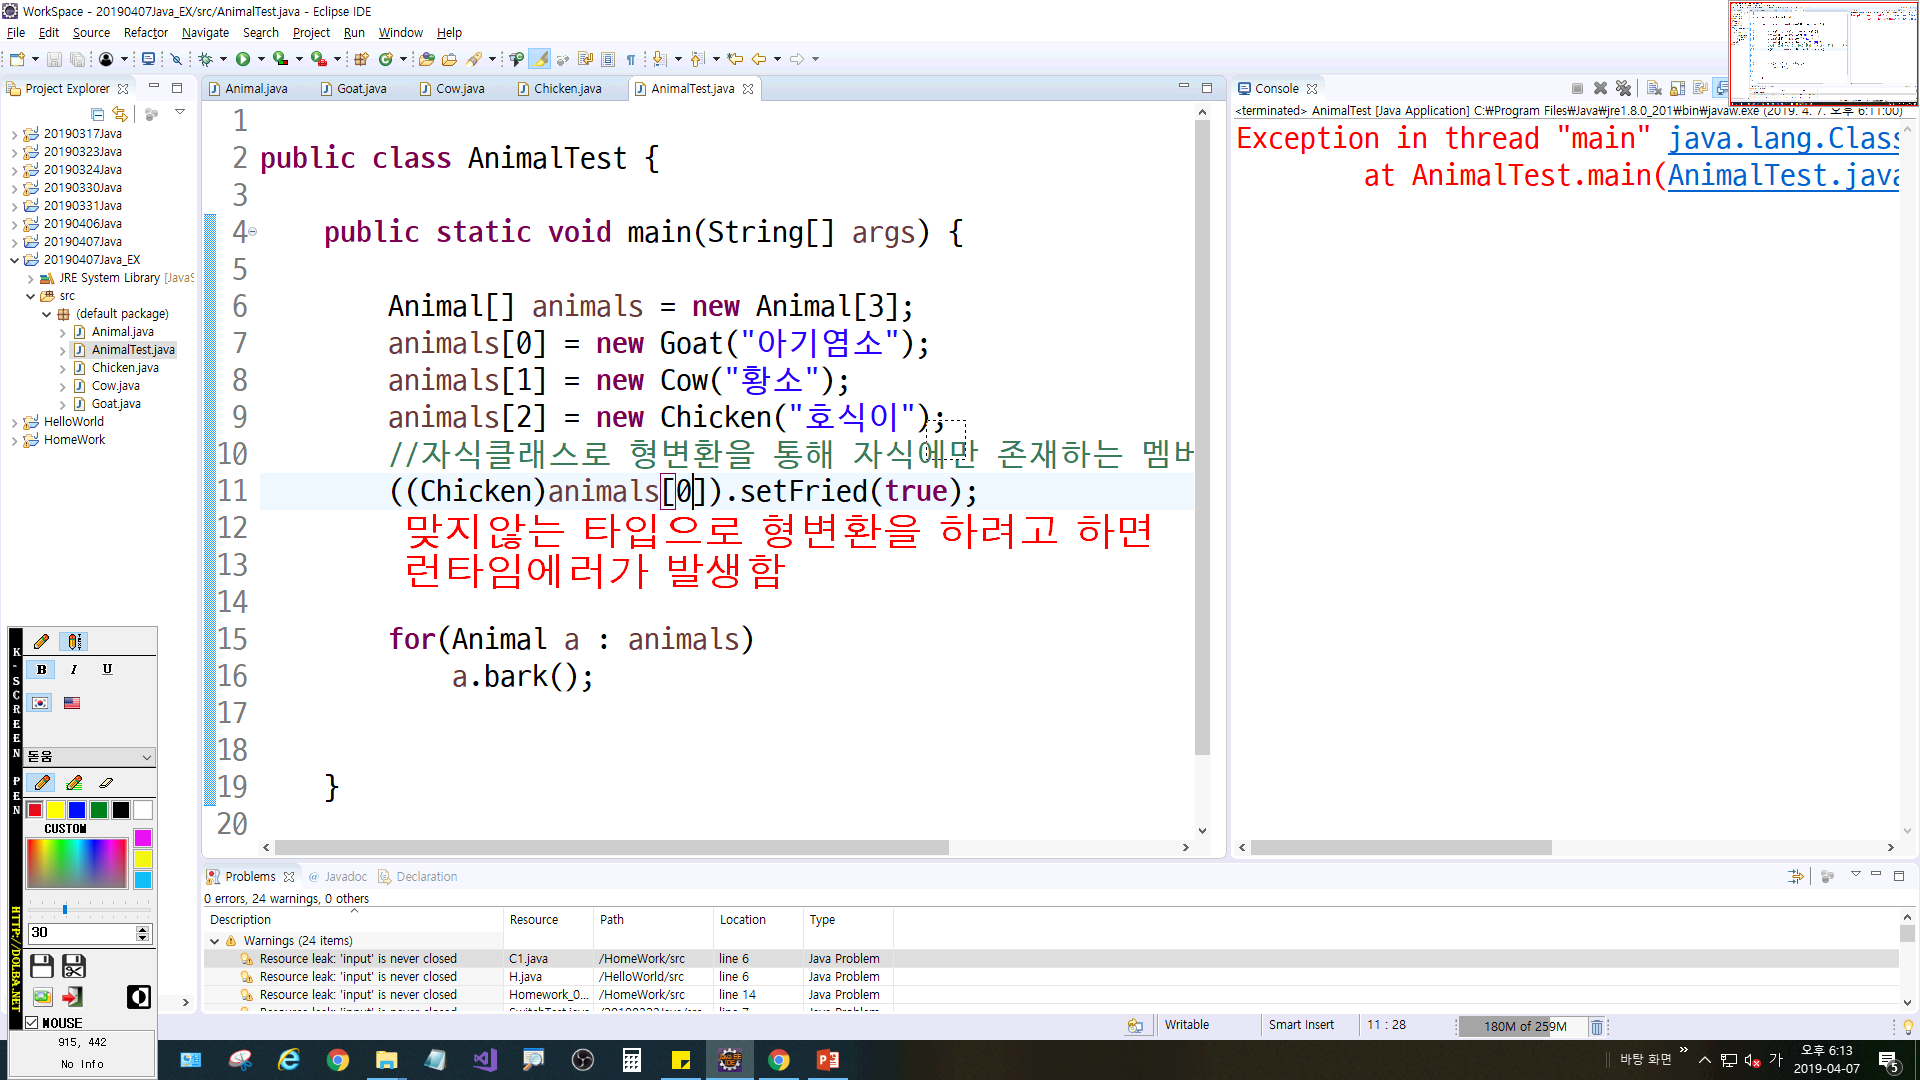 WorkSpace - 20190407Java_EX/src/AnimalTest.java - Eclipse IDE
File Edit Source Refactor Navigate Search Project Run Window Help
Project Explorer
20190317Java
20190323Java
20190324Java
20190330Java
20190331Java
20190406Java
20190407Java
20190407Java_EX
JRE System Library [JavaS
src
(default package)
Animal.java
AnimalTest.java
Chicken.java
Cow.java
Goat.java
HelloWorld
HomeWork
Animal.java Goat.java Cow.java Chicken.java AnimalTest.java
1
2 public class AnimalTest {
3
4 public static void main(String[] args) {
5
6 Animal[] animals = new Animal[3];
7 animals[0] = new Goat("아기염소");
8 animals[1] = new Cow("황소");
9 animals[2] = new Chicken("호식이");
10 //자식클래스로 형변환을 통해 자식에만 존재하는 멤버
11 ((Chicken)animals[0]).setFried(true);
12 맞지않는 타입으로 형변환을 하려고 하면
13 런타임에러가 발생함
14
15 for(Animal a : animals)
16 a.bark();
17
18
19 }
20
Console
<terminated> AnimalTest [Java Application] C:₩Program Files₩Java₩jre1.8.0_201₩bin₩javaw.exe (2019. 4. 7. 오후 6:11:00)
Exception in thread "main" java.lang.Class
at AnimalTest.main(AnimalTest.java
Problems @ Javadoc Declaration
0 errors, 24 warnings, 0 others
Description Resource Path Location Type
Warnings (24 items)
Resource leak: 'input' is never closed C1.java /HomeWork/src line 6 Java Problem
Resource leak: 'input' is never closed H.java /HelloWorld/src line 6 Java Problem
Resource leak: 'input' is never closed Homework_0... /HomeWork/src line 14 Java Problem
Writable Smart Insert 11 : 28 180M of 259M
K-SCREEN PEN
HTTP://DOLBA.NET
B I U
돋움
CUSTOM
30
MOUSE
915, 442
No Info
바탕 화면 가 오후 6:13
2019-04-07
5